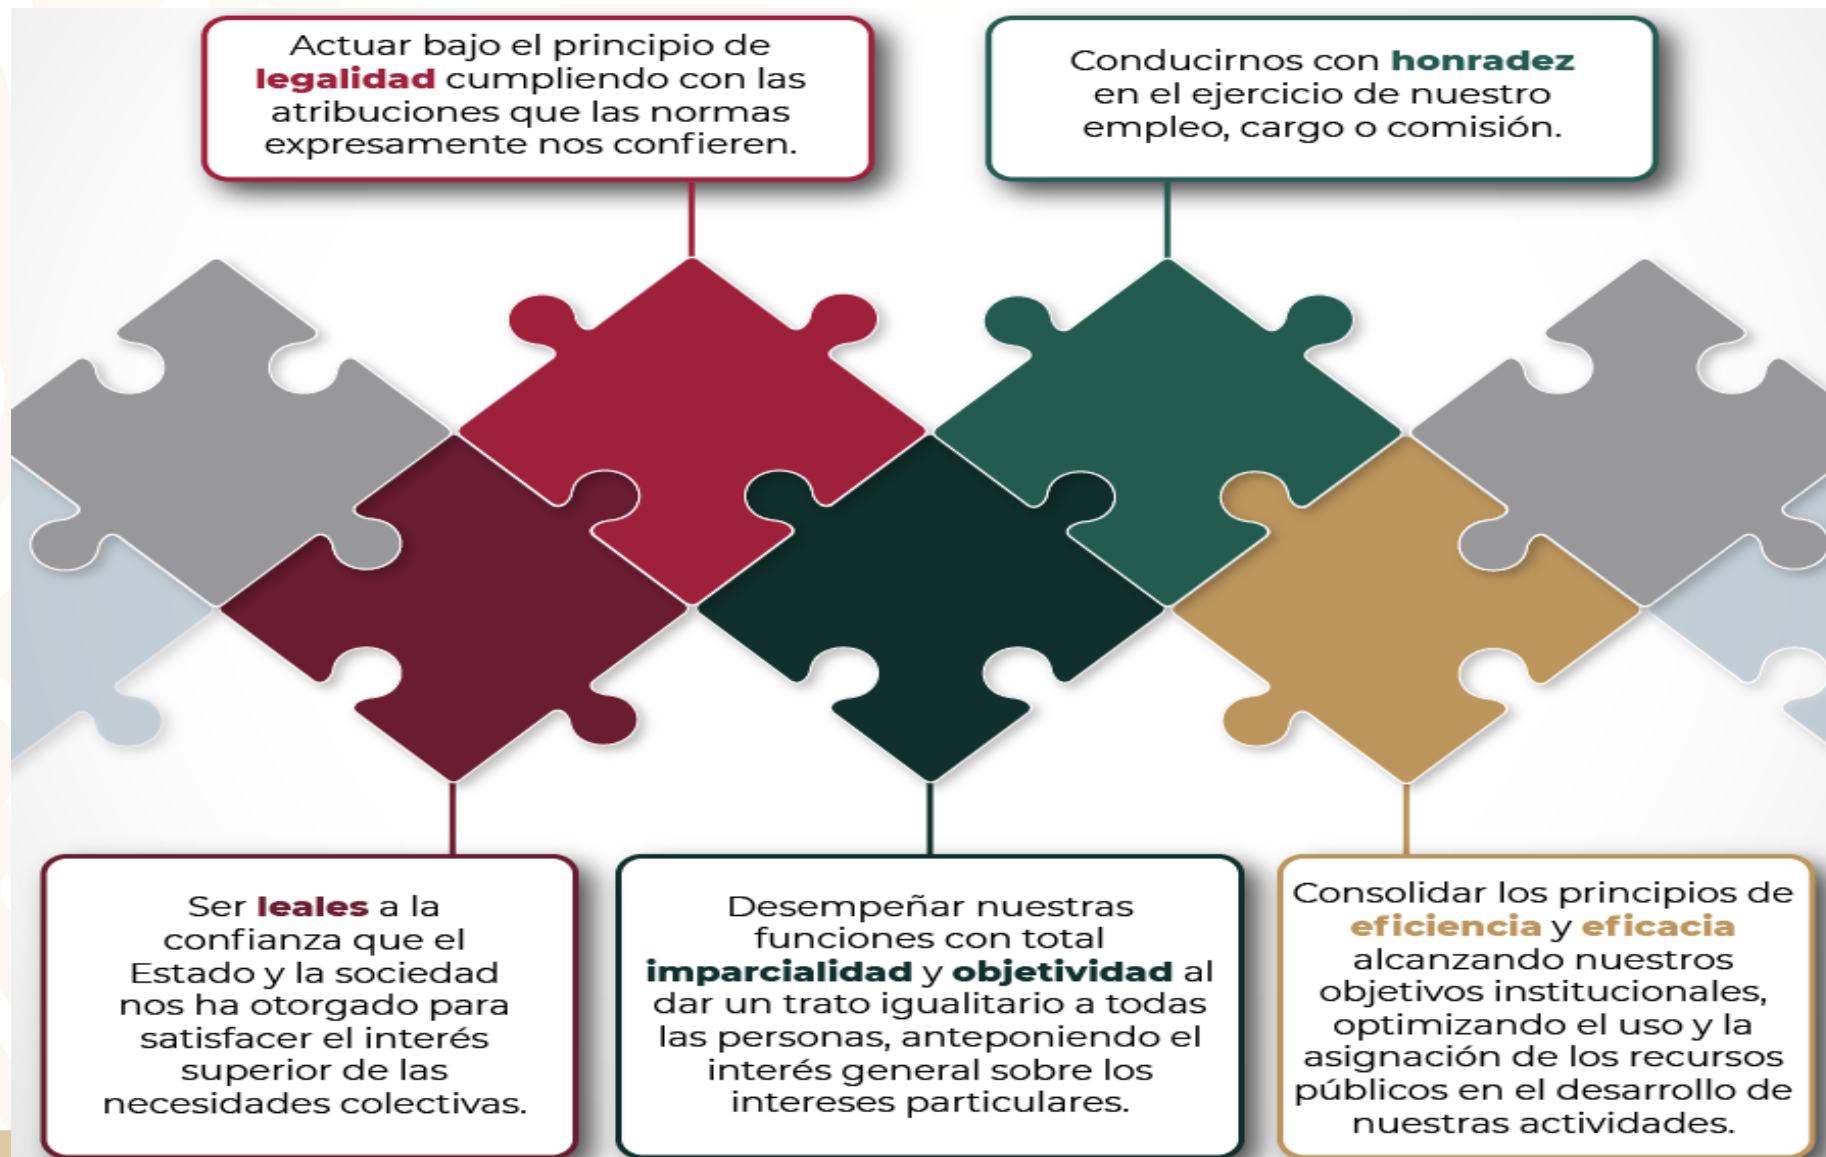 Actuar bajo el principio de
legalidad cumpliendo con las
atribuciones que las normas
expresamente nos confieren.
Conducirnos con honradez
en el ejercicio de nuestro
empleo, cargo o comisión.
Ser leales a la
confianza que el
Estado y la sociedad
nos ha otorgado para
satisfacer el interés
superior de las
necesidades colectivas.
Desempeñar nuestras
funciones con total
imparcialidad y objetividad al
dar un trato igualitario a todas
las personas, anteponiendo el
interés general sobre los
intereses particulares.
Consolidar los principios de
eficiencia y eficacia
alcanzando nuestros
objetivos institucionales,
optimizando el uso y la
asignación de los recursos
públicos en el desarrollo de
nuestras actividades.